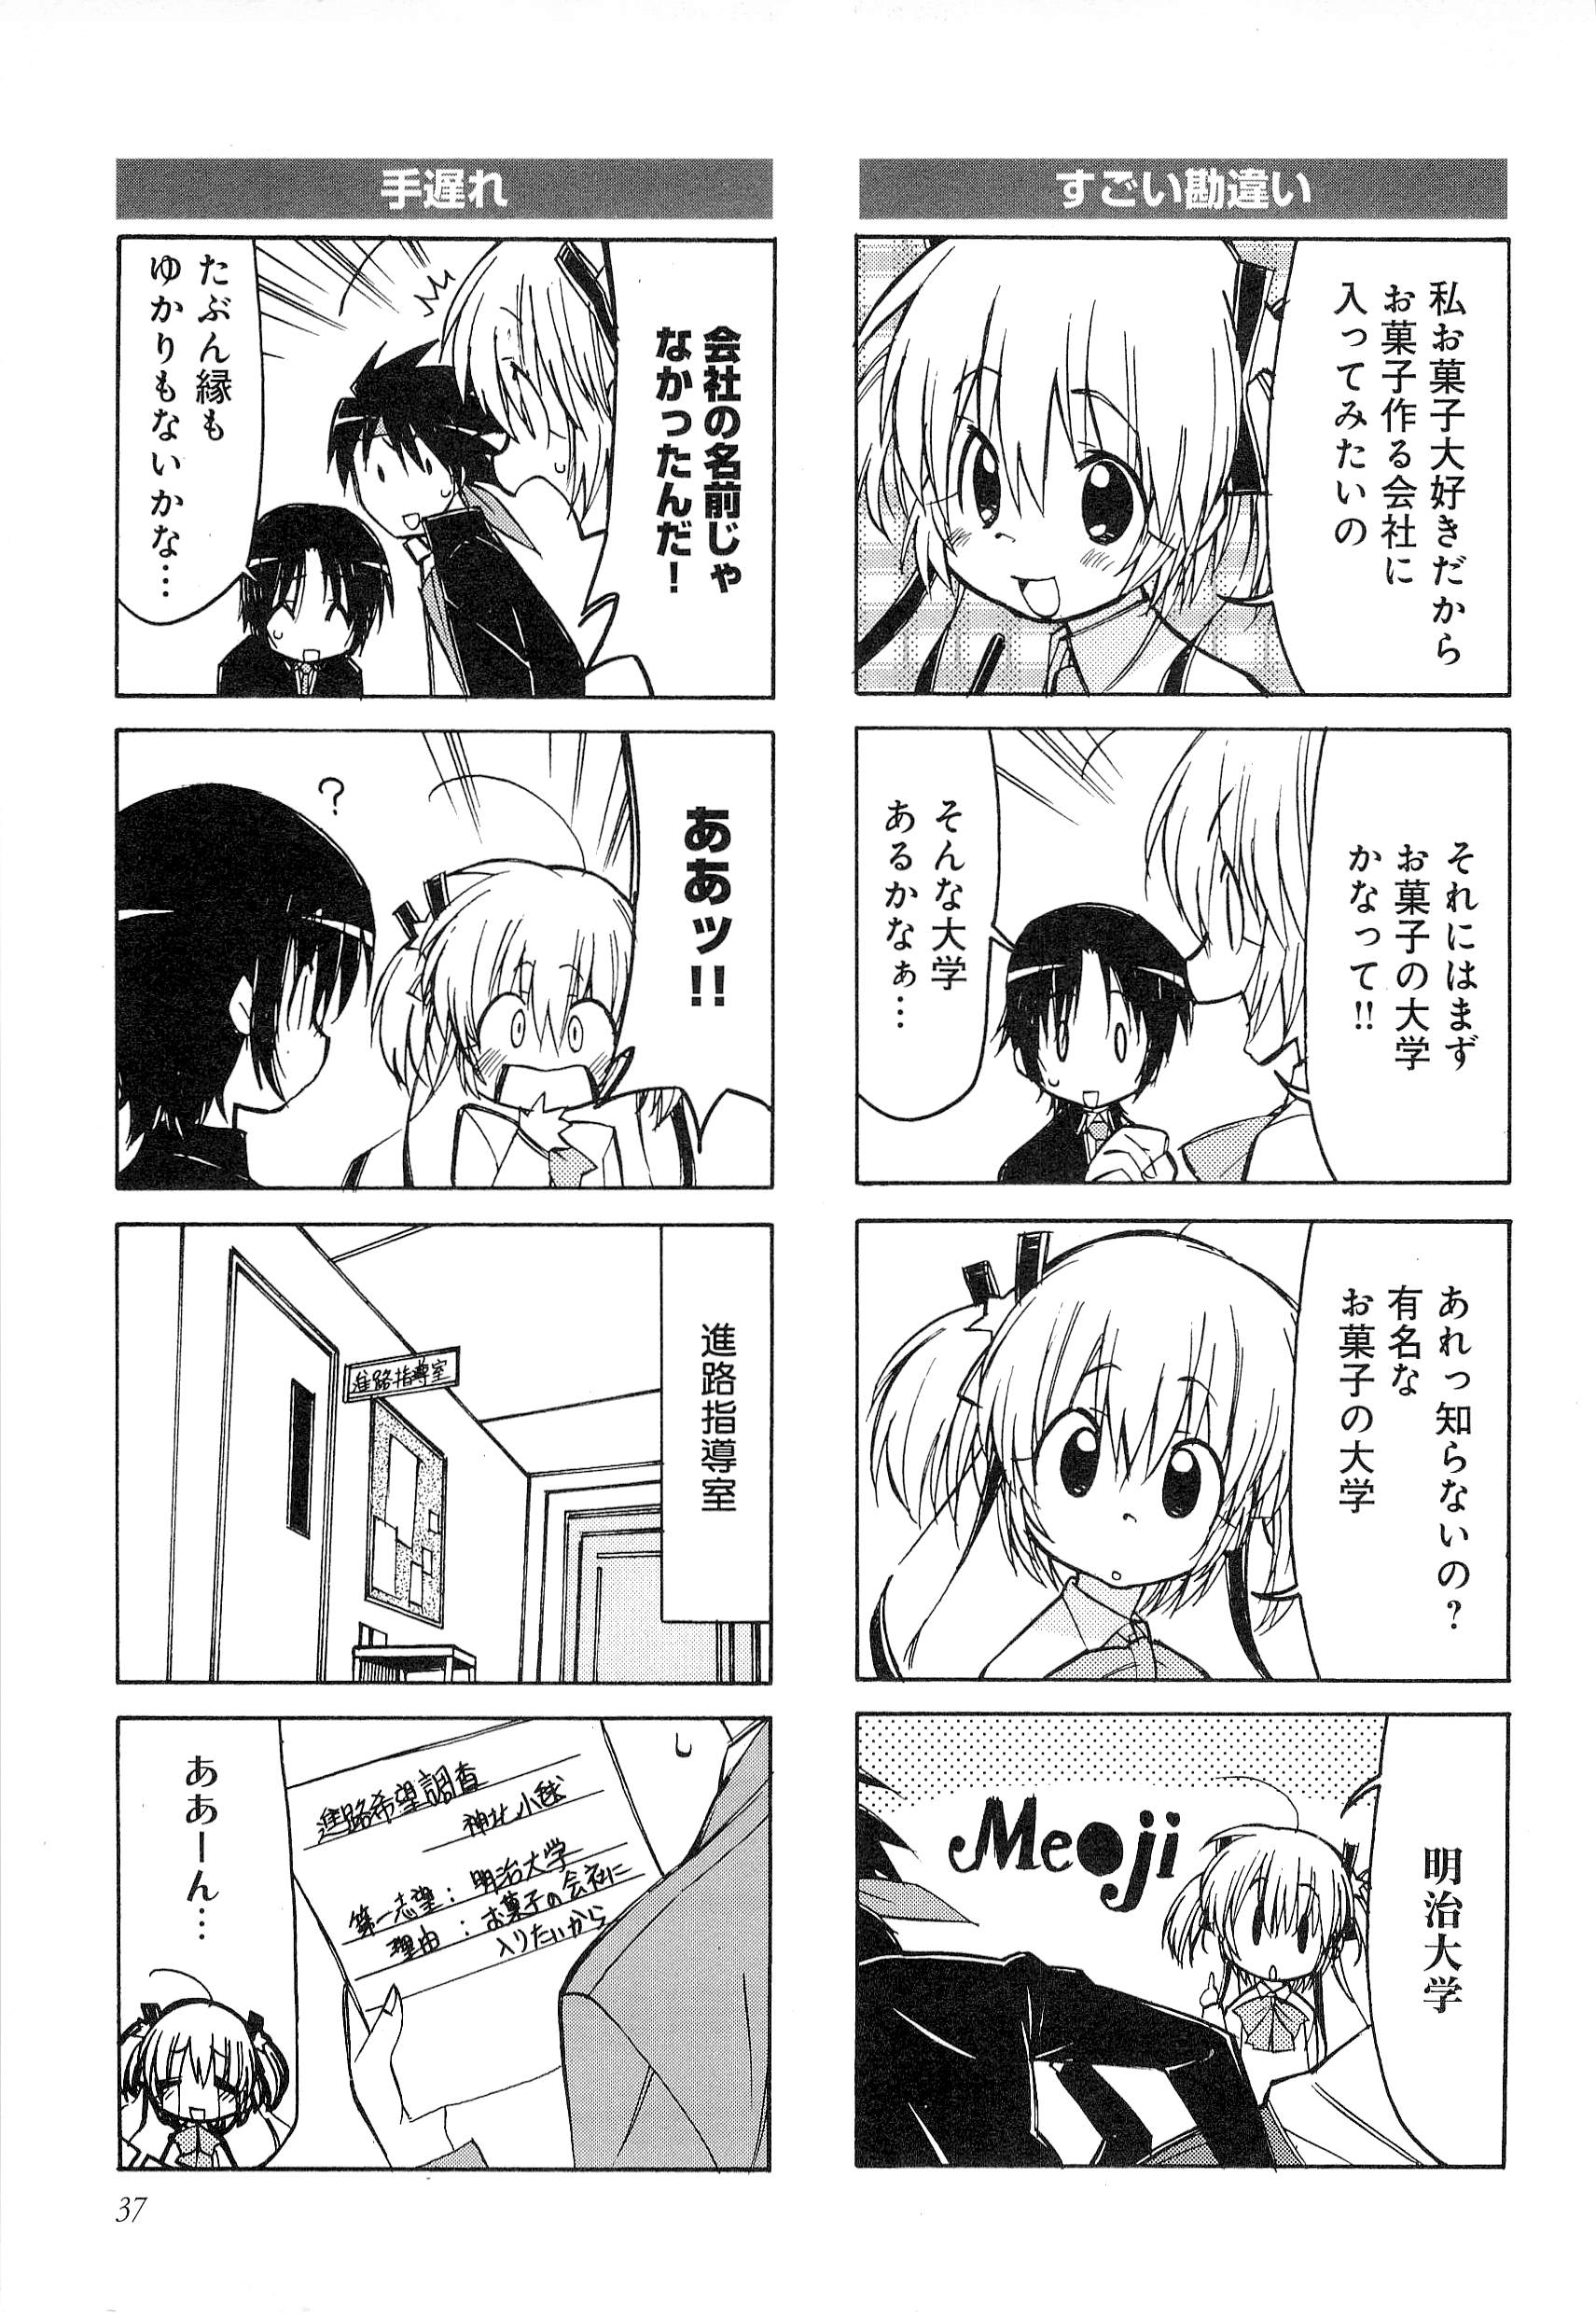 すごい勘違い
私お菓子大好きだから
お菓子作る会社に
入ってみたいの
それにはまず
お菓子の大学
かなって!!
そんな大学
あるかなぁ…
あれっ知らないの?
有名な
お菓子の大学
明治大学
Meoji
手遅れ
会社の名前じゃ
なかったんだ!
たぶん縁も
ゆかりもないかな…
ああッ!!
?
進路指導室
進路指導室
進路希望調査
神北小毬
第一志望:明治大学
理由:お菓子の会社に
入りたいから
ああーん…
37